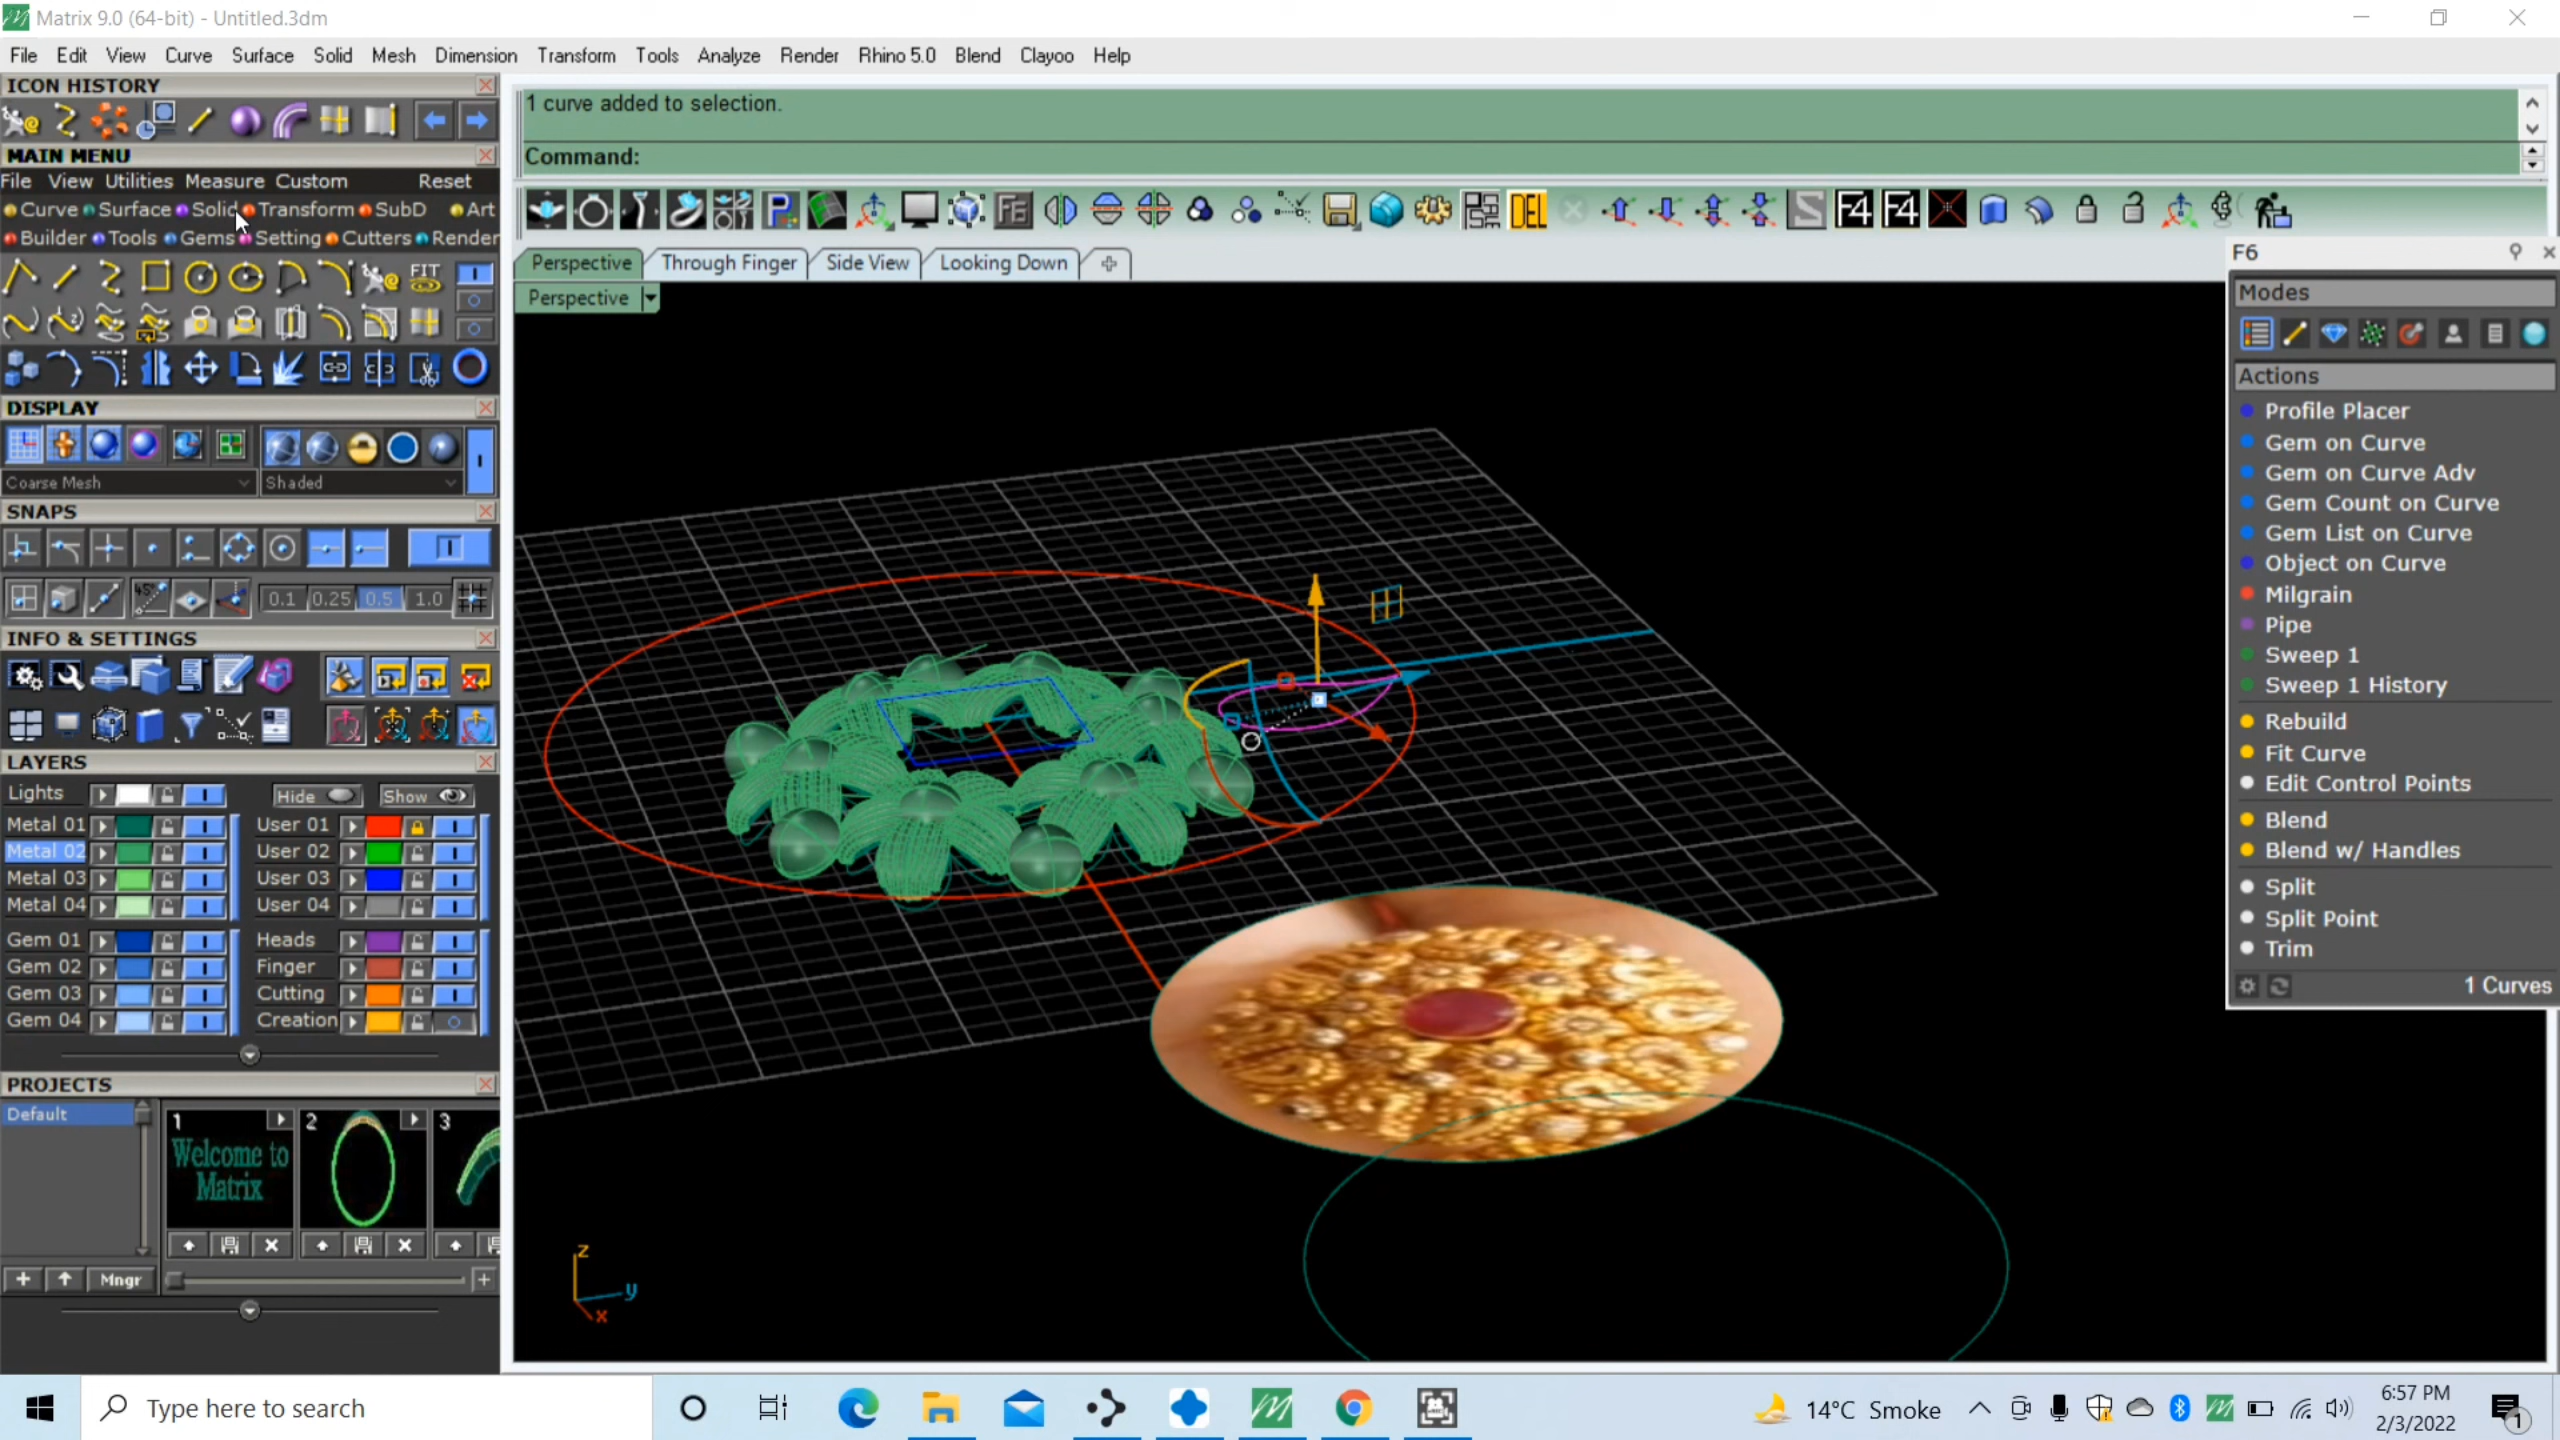 Matrix 9.0 (64-bit) - Untitled.3dm
File Edit View Curve Surface Solid Mesh Dimension Transform Tools Analyze Render Rhino 5.0 Blend Clayoo Help
ICON HISTORY
MAIN MENU
File View Utilities Measure Custom Reset
Curve Surface Solid Transform SubD Art
Builder Tools Gems Setting Cutters Render
FIT
DISPLAY
Coarse Mesh Shaded
SNAPS
45°
0.1 0.25 0.5 1.0
INFO & SETTINGS
LAYERS
Lights Hide Show
Metal 01 User 01
Metal 02 User 02
Metal 03 User 03
Metal 04 User 04
Gem 01 Heads
Gem 02 Finger
Gem 03 Cutting
Gem 04 Creation
PROJECTS
Default
1 2 3
Welcome to
Matrix
Mngr
1 curve added to selection.
Command:
F6 DEL S F4 F4
Perspective Through Finger Side View Looking Down
Perspective
z
y
x
F6
Modes
Actions
Profile Placer
Gem on Curve
Gem on Curve Adv
Gem Count on Curve
Gem List on Curve
Object on Curve
Milgrain
Pipe
Sweep 1
Sweep 1 History
Rebuild
Fit Curve
Edit Control Points
Blend
Blend w/ Handles
Split
Split Point
Trim
1 Curves
Type here to search
14°C Smoke
6:57 PM
2/3/2022
1